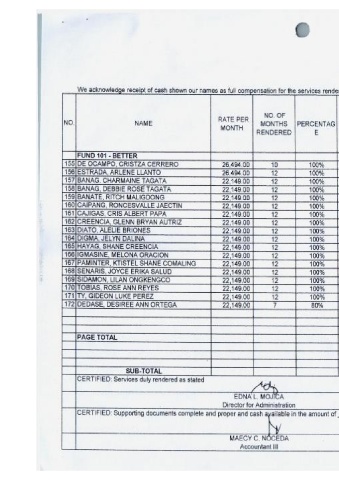 We acknowledge receipt of cash shown our names as full compensation for the services rende
NO. NAME RATE PER MONTH NO. OF MONTHS RENDERED PERCENTAG E
FUND 101 - BETTER
155 DE OCAMPO, CRISTZA CERRERO 26,494.00 10 100%
156 ESTRADA, ARLENE LLANTO 26,494.00 12 100%
157 BANAG, CHARMAINE TAGATA 22,149.00 12 100%
158 BANAG, DEBBIE ROSE TAGATA 22,149.00 12 100%
159 BANATE, RITCH MALIGDONG 22,149.00 12 100%
160 CAIPANG, RONCESVALLE JAECTIN 22,149.00 12 100%
161 CAJIGAS, CRIS ALBERT PAPA 22,149.00 12 100%
162 CREENCIA, GLENN BRYAN AUTRIZ 22,149.00 12 100%
163 DIATO, ALELIE BRIONES 22,149.00 12 100%
164 DIGMA, JELYN DALINA 22,149.00 12 100%
165 HAYAG, SHANE CREENCIA 22,149.00 12 100%
166 IGMASINE, MELONA ORACION 22,149.00 12 100%
167 PAMINTER, KTISTEL SHANE COMALING 22,149.00 12 100%
168 SENARIS, JOYCE ERIKA SALUD 22,149.00 12 100%
169 SIDAMON, LILAN ONGKENGCO 22,149.00 12 100%
170 TOBIAS, ROSE ANN REYES 22,149.00 12 100%
171 TY, GIDEON LUKE PEREZ 22,149.00 12 100%
172 DEDASE, DESIREE ANN ORTEGA 22,149.00 7 80%
PAGE TOTAL
SUB-TOTAL
CERTIFIED: Services duly rendered as stated
EDNA L. MOJICA
Director for Administration
CERTIFIED: Supporting documents complete and proper and cash available in the amount of
MAECY C. NOCEDA
Accountant III